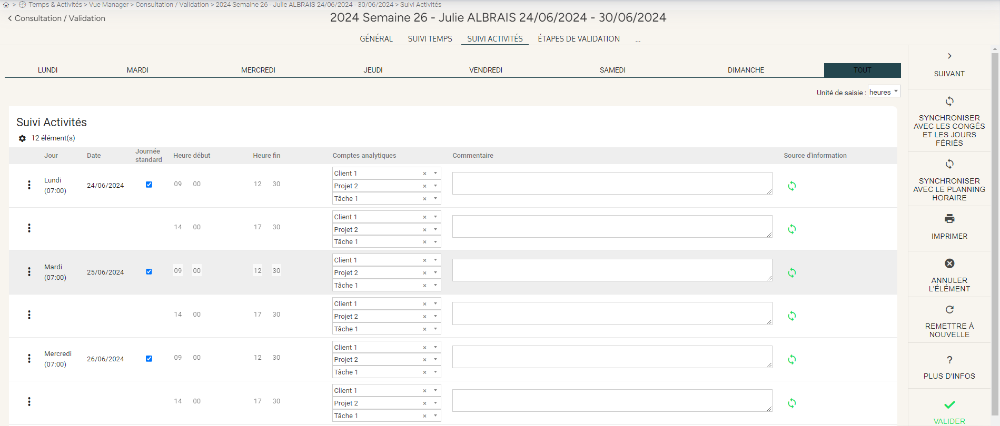 > Temps & Activités > Vue Manager > Consultation / Validation > 2024 Semaine 26 - Julie ALBRAIS 24/06/2024 - 30/06/2024 > Suivi Activités
Consultation / Validation
2024 Semaine 26 - Julie ALBRAIS 24/06/2024 - 30/06/2024
GÉNÉRAL SUIVI TEMPS SUIVI ACTIVITÉS ÉTAPES DE VALIDATION ...
LUNDI MARDI MERCREDI JEUDI VENDREDI SAMEDI DIMANCHE TOUT
Unité de saisie : heures
Suivi Activités
12 élément(s)
Jour Date Journée standard Heure début Heure fin Comptes analytiques Commentaire Source d'information
Lundi (07:00) 24/06/2024 09 00 12 30
Client 1 ×
Projet 2 ×
Tâche 1 ×
14 00 17 30
Client 1 ×
Projet 2 ×
Tâche 1 ×
Mardi (07:00) 25/06/2024 09 00 12 30
Client 1 ×
Projet 2 ×
Tâche 1 ×
14 00 17 30
Client 1 ×
Projet 2 ×
Tâche 1 ×
Mercredi (07:00) 26/06/2024 09 00 12 30
Client 1 ×
Projet 2 ×
Tâche 1 ×
14 00 17 30
Client 1 ×
Projet 2 ×
Tâche 1 ×
SUIVANT
SYNCHRONISER
AVEC LES CONGÉS
ET LES JOURS
FÉRIÉS
SYNCHRONISER
AVEC LE PLANNING
HORAIRE
IMPRIMER
ANNULER
L'ÉLÉMENT
REMETTRE À
NOUVELLE
?
PLUS D'INFOS
VALIDER